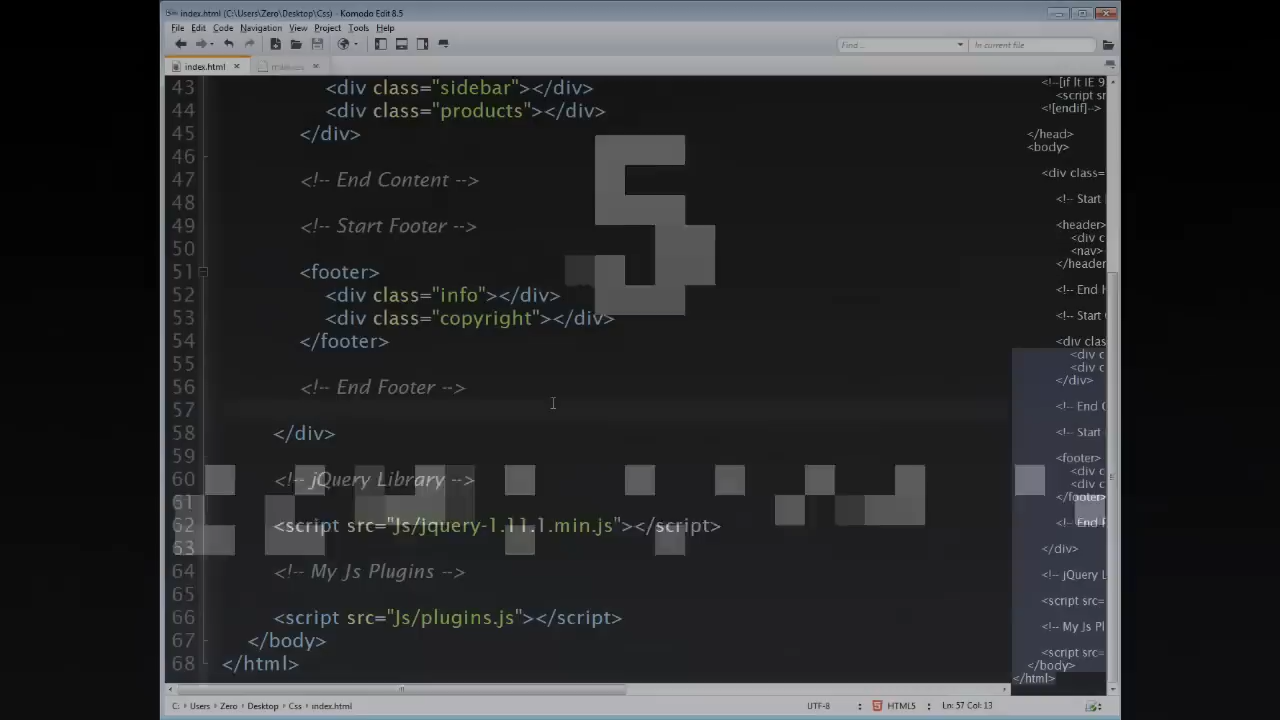 index.html (C:\Users\Zero\Desktop\Css) - Komodo Edit 8.5
File Edit Code Navigation View Project Tools Help
Find...
In current file
index.html
43 <div class="sidebar"></div>
44 <div class="products"></div>
45 </div>
46
47 <!-- End Content -->
48
49 <!-- Start Footer -->
50
51 <footer>
52 <div class="info"></div>
53 <div class="copyright"></div>
54 </footer>
55
56 <!-- End Footer -->
57
58 </div>
59
60 <!-- jQuery Library -->
61
62 <script src="Js/jquery-1.11.1.min.js"></script>
63
64 <!-- My Js Plugins -->
65
66 <script src="Js/plugins.js"></script>
67 </body>
68 </html>
5
<!--[if lt IE 9
<script sr
<![endif]-->
</head>
<body>
<div class=
<!-- Start
<header>
<div c
<nav>
</header>
<!-- End
<!-- Start
<div clas
<div c
<div c
</div>
<!-- End
<!-- Start
<footer>
<div c
<div c
</footer>
<!-- End
</div>
<!-- jQuery L
<script src=
<!-- My Js Pl
<script src=
</body>
</html>
C: Users Zero Desktop Css index.html
UTF-8
HTML5
Ln: 57 Col: 13